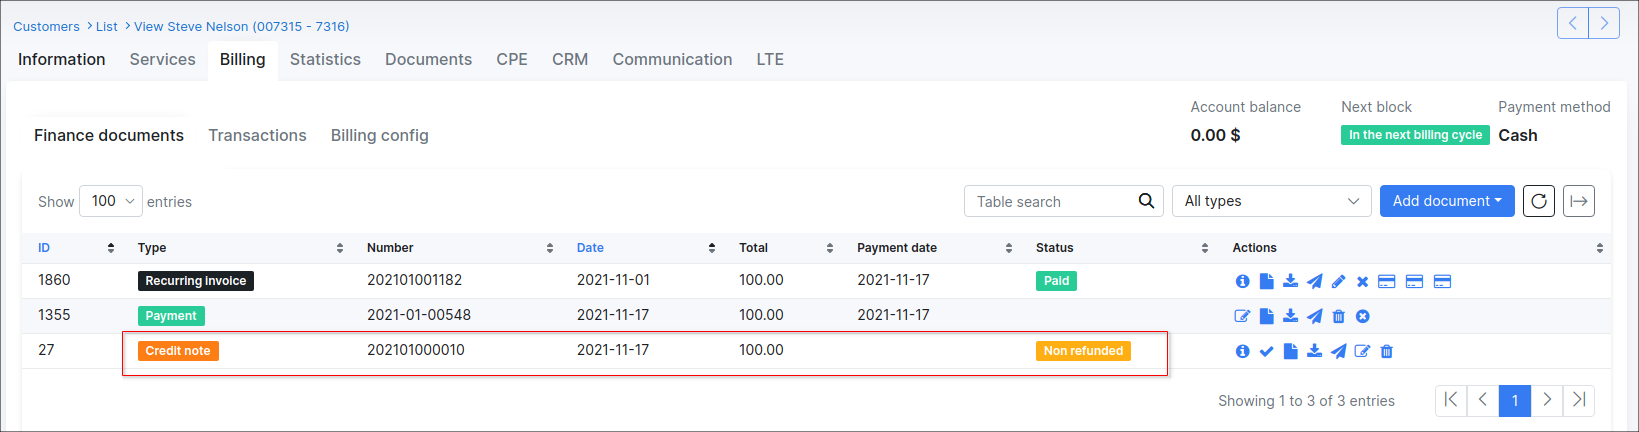 Customers > List > View Steve Nelson (007315 - 7316)
Information Services Billing Statistics Documents CPE CRM Communication LTE
Account balance Next block Payment method
Finance documents Transactions Billing config 0.00 $ In the next billing cycle Cash
Show 100 entries Table search All types Add document
ID Type Number Date Total Payment date Status Actions
1860 Recurring invoice 202101001182 2021-11-01 100.00 2021-11-17 Paid
1355 Payment 2021-01-00548 2021-11-17 100.00 2021-11-17
27 Credit note 202101000010 2021-11-17 100.00 Non refunded
Showing 1 to 3 of 3 entries 1